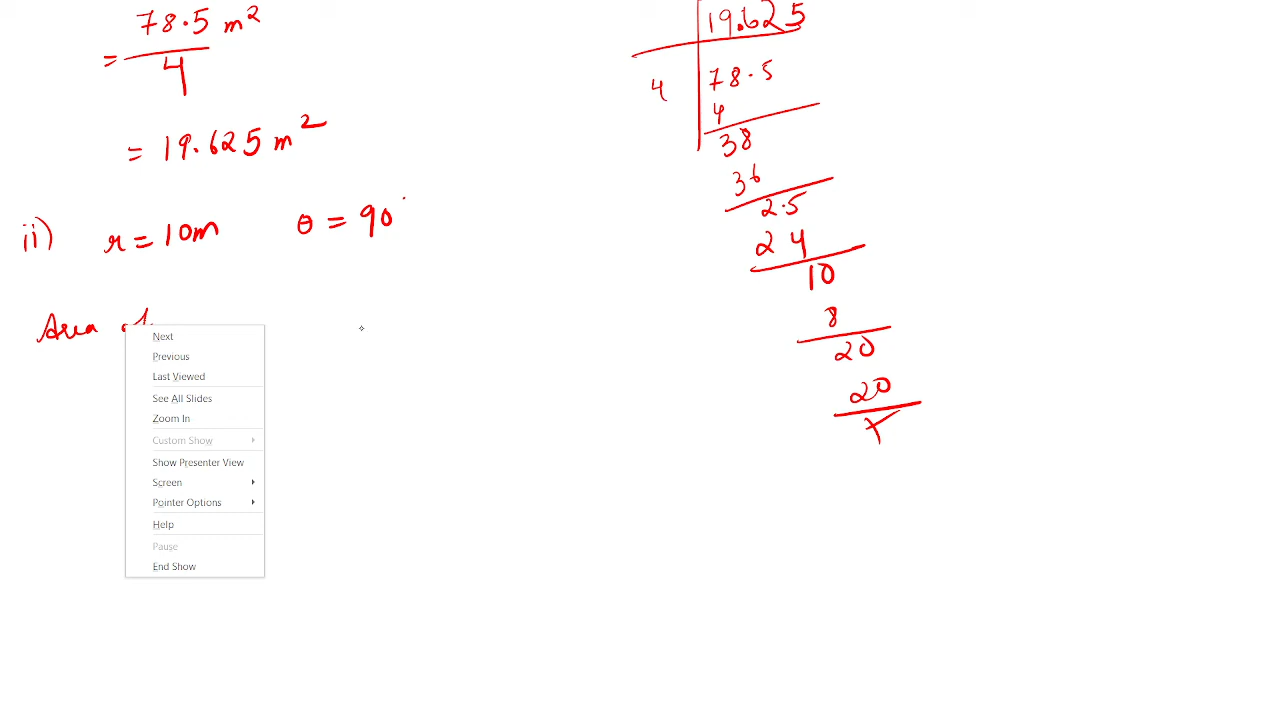 78.5 m²
= ―
4
= 19.625 m²
ii) r = 10m θ = 90°
Area of
Next
Previous
Last Viewed
See All Slides
Zoom In
Custom Show
Show Presenter View
Screen
Pointer Options
Help
Pause
End Show
19.625
4 78.5
4
38
36
2.5
24
10
8
20
20